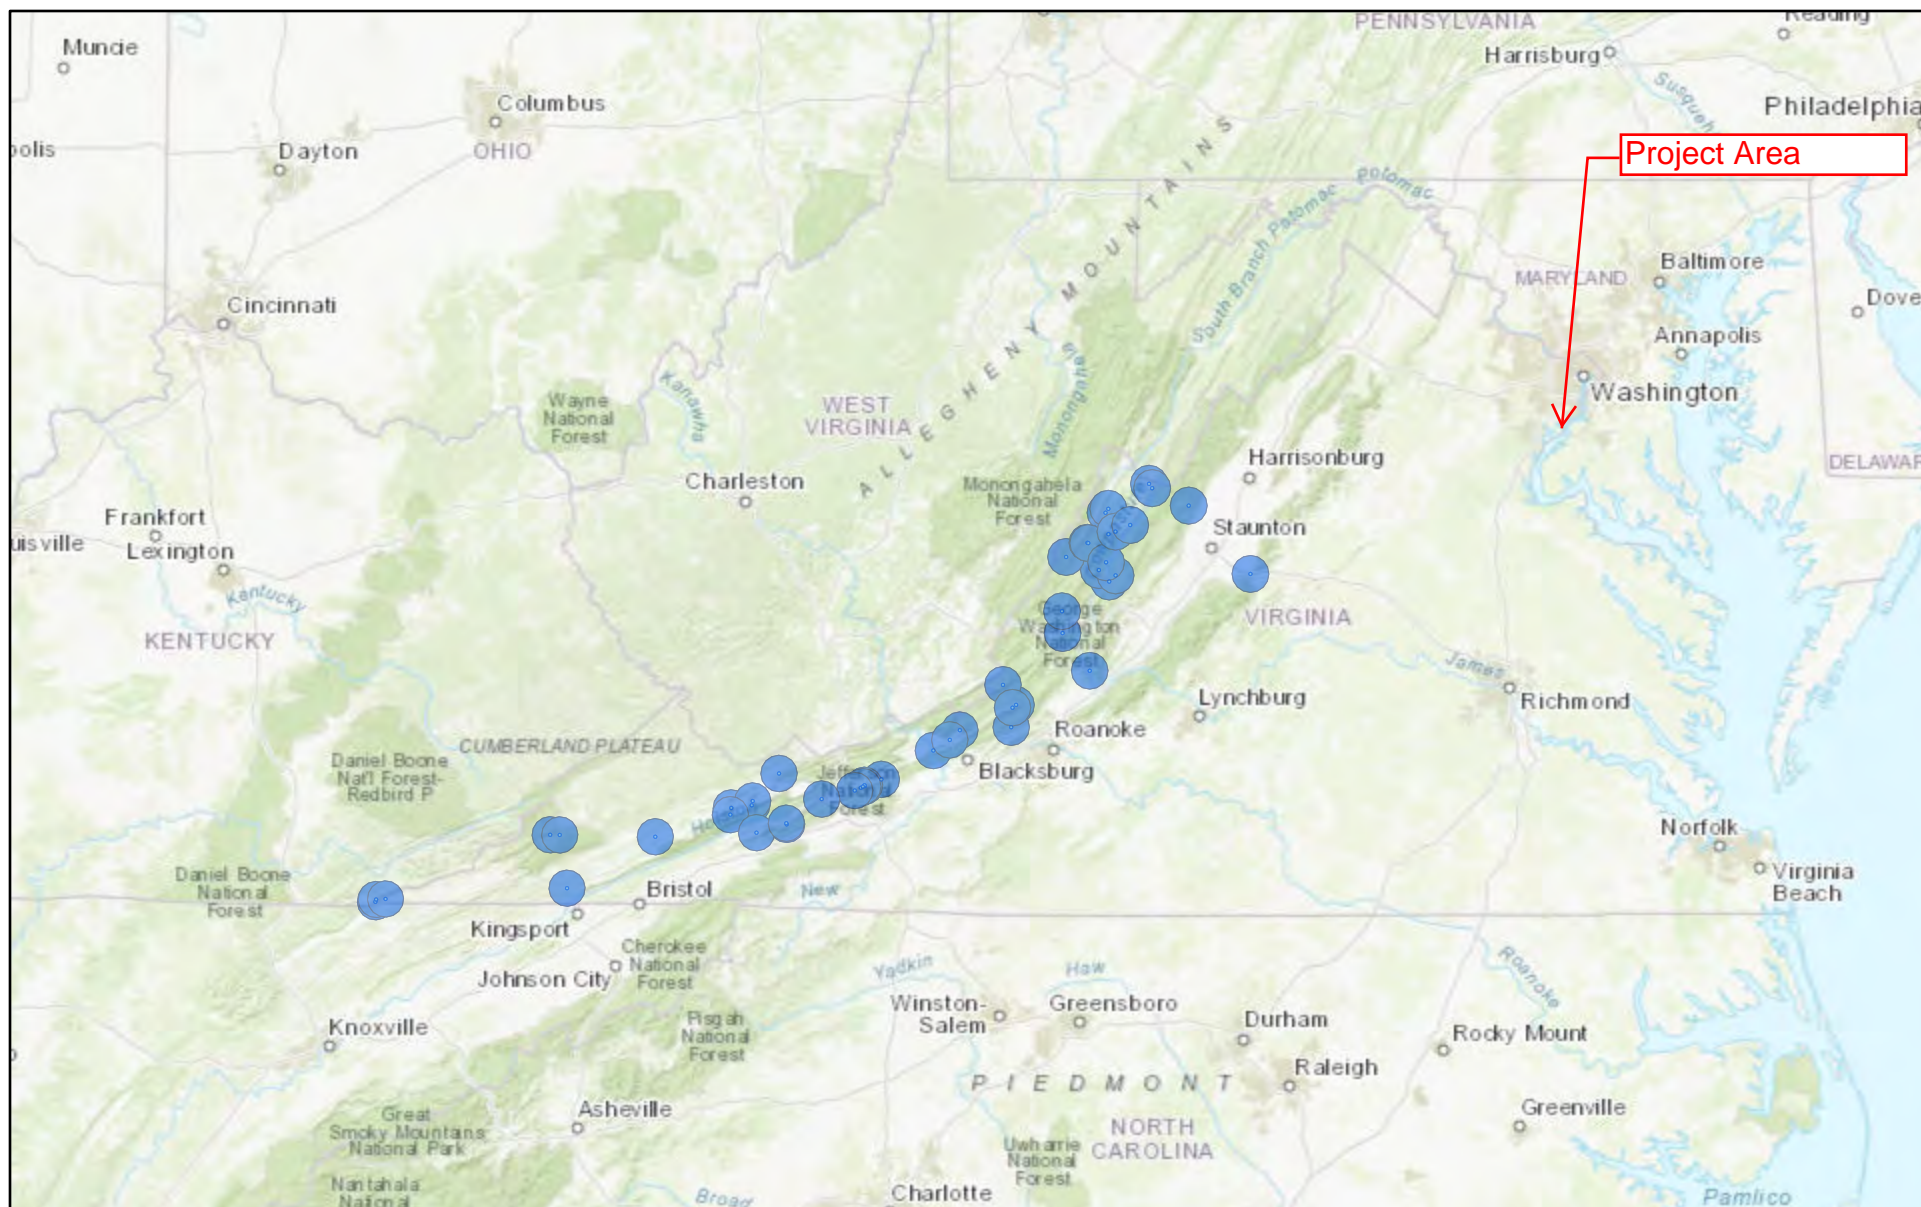 PENNSYLVANIA
Reading
Muncie
Harrisburg
Columbus
Susqueh
Philadelphia
OHIO
olis
Dayton
Project Area
Potomac
South Branch Potomac
Baltimore
MARYLAND
Cincinnati
Dove
Annapolis
ALLEGHENY MOUNTAINS
Monongahela
Kanawha
Washington
Wayne
National
Forest
WEST
VIRGINIA
Harrisonburg
DELAWAR
Charleston
Monongahela
National
Forest
Frankfort
Staunton
uisville
Lexington
Kentucky
George
Washington
National
Forest
VIRGINIA
KENTUCKY
James
Richmond
Lynchburg
Roanoke
CUMBERLAND PLATEAU
Daniel Boone
Nat'l Forest-
Redbird P
Blacksburg
Jefferson
National
Forest
Holston
Norfolk
Virginia
Beach
Daniel Boone
National
Forest
Bristol
New
Kingsport
Cherokee
National
Forest
Johnson City
Yadkin
Haw
Roanoke
Winston-
Salem
Greensboro
Durham
Rocky Mount
Knoxville
Pisgah
National
Forest
Raleigh
PIEDMONT
Asheville
Great
Smoky Mountains
National Park
Greenville
NORTH
CAROLINA
Uwharrie
National
Forest
Nantahala
National
Broad
Charlotte
Pamlico